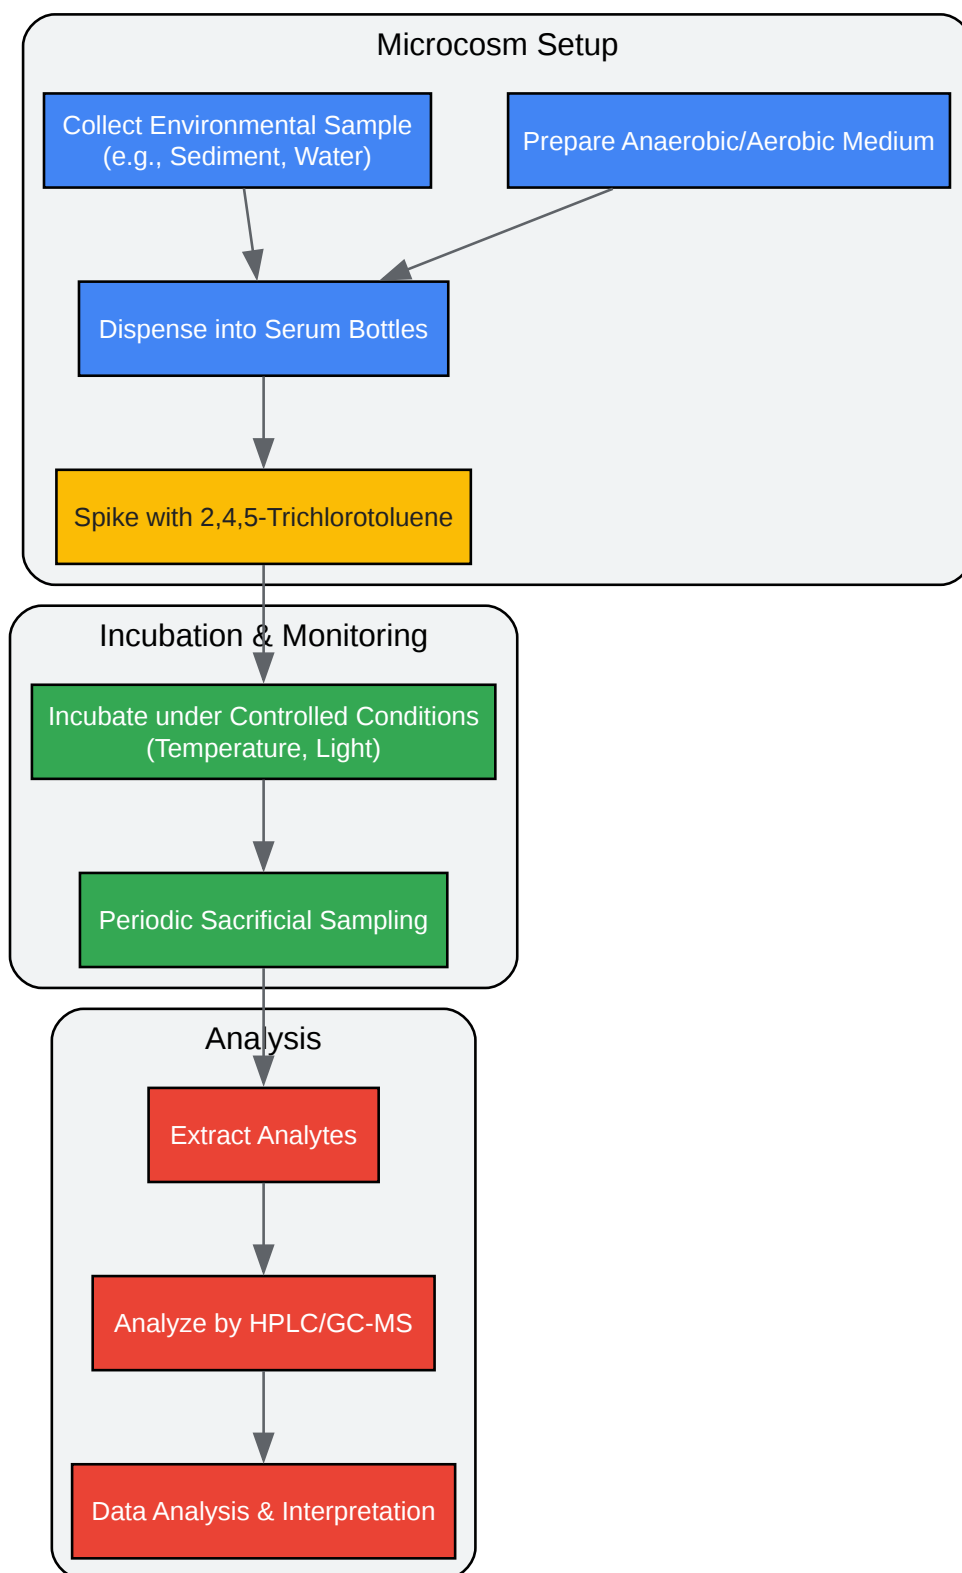 Microcosm Setup
Collect Environmental Sample
(e.g., Sediment, Water)
Prepare Anaerobic/Aerobic Medium
Dispense into Serum Bottles
Spike with 2,4,5-Trichlorotoluene
Incubation & Monitoring
Incubate under Controlled Conditions
(Temperature, Light)
Periodic Sacrificial Sampling
Analysis
Extract Analytes
Analyze by HPLC/GC-MS
Data Analysis & Interpretation